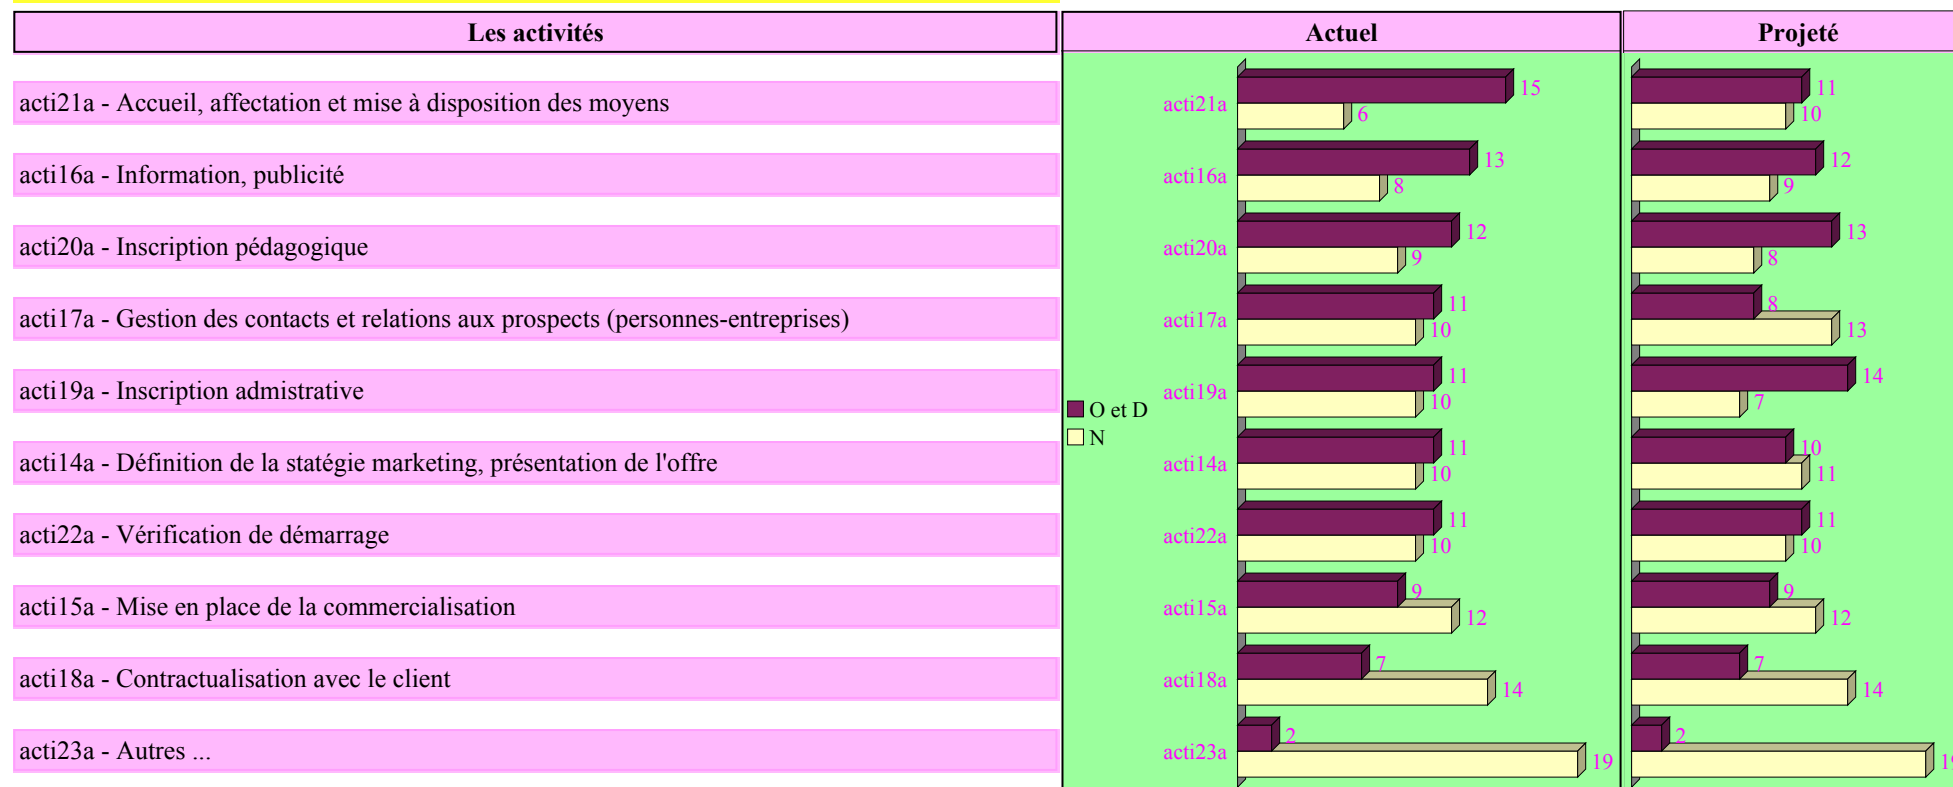 Les activités Actuel Projeté
acti21a - Accueil, affectation et mise à disposition des moyens acti21a 15 6 11 10
acti16a - Information, publicité acti16a 13 8 12 9
acti20a - Inscription pédagogique acti20a 12 9 13 8
acti17a - Gestion des contacts et relations aux prospects (personnes-entreprises) acti17a 11 10 8 13
acti19a - Inscription admistrative acti19a 11 10 14 7
O et D
N
acti14a - Définition de la statégie marketing, présentation de l'offre acti14a 11 10 10 11
acti22a - Vérification de démarrage acti22a 11 10 11 10
acti15a - Mise en place de la commercialisation acti15a 9 12 9 12
acti18a - Contractualisation avec le client acti18a 7 14 7 14
acti23a - Autres ... acti23a 2 19 2 19